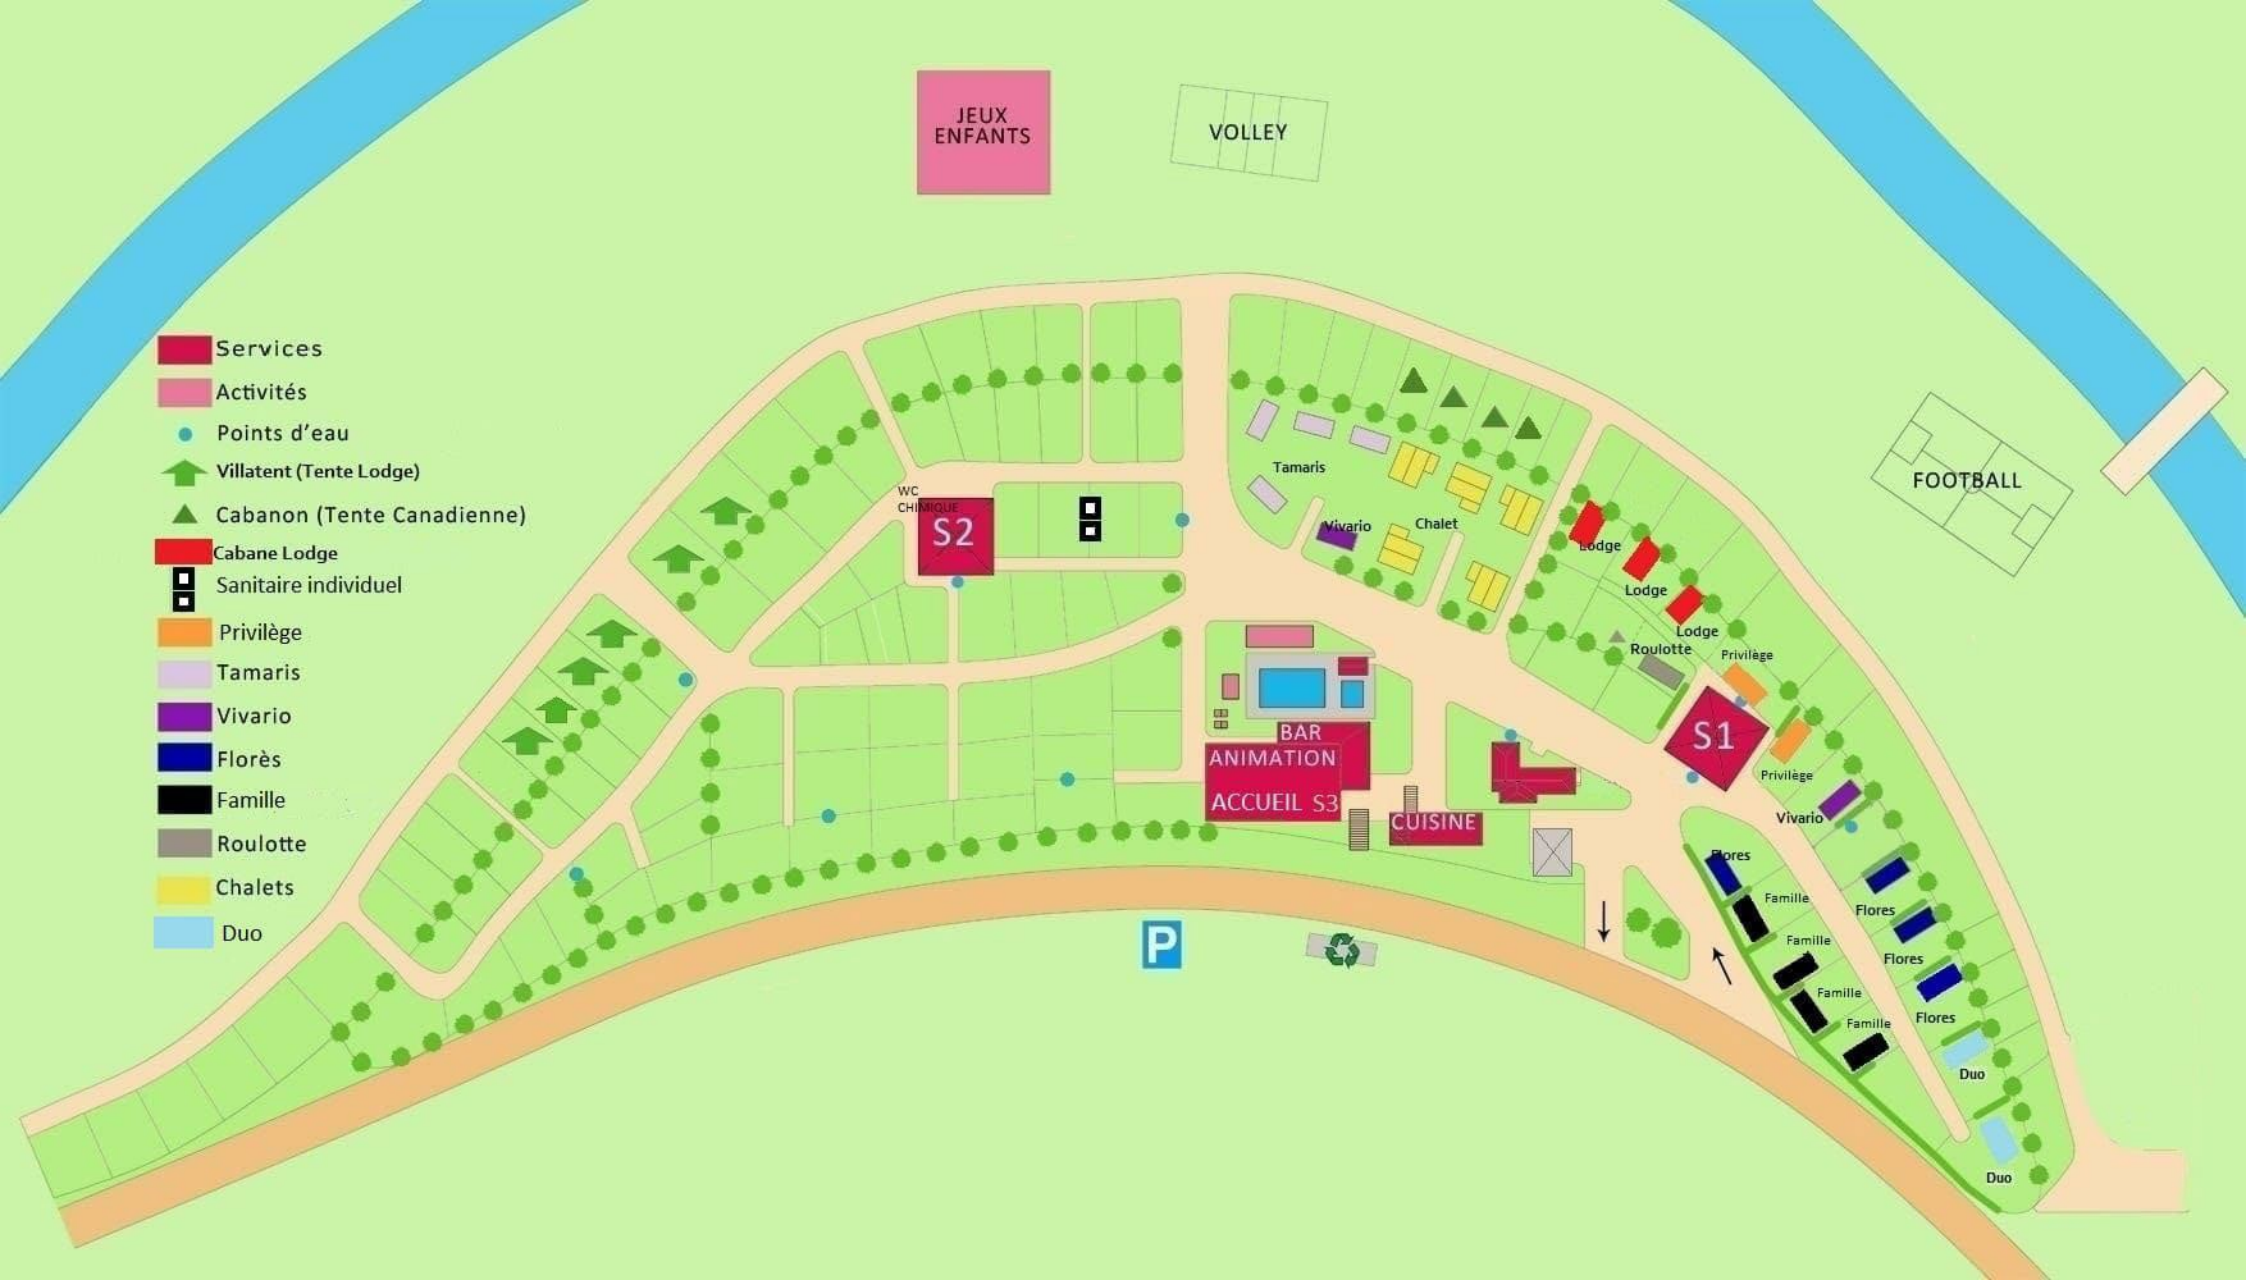 JEUX
ENFANTS
VOLLEY
FOOTBALL
Services
Activités
Points d'eau
Villatent (Tente Lodge)
Cabanon (Tente Canadienne)
Cabane Lodge
Sanitaire individuel
Privilège
Tamaris
Vivario
Florès
Famille
Roulotte
Chalets
Duo
WC
CHIMIQUE
S2
Tamaris
Vivario
Chalet
Lodge
Lodge
Lodge
Roulotte
Privilège
S1
Privilège
Vivario
BAR
ANIMATION
ACCUEIL S3
CUISINE
P
Flores
Famille
Famille
Famille
Famille
Flores
Flores
Flores
Duo
Duo